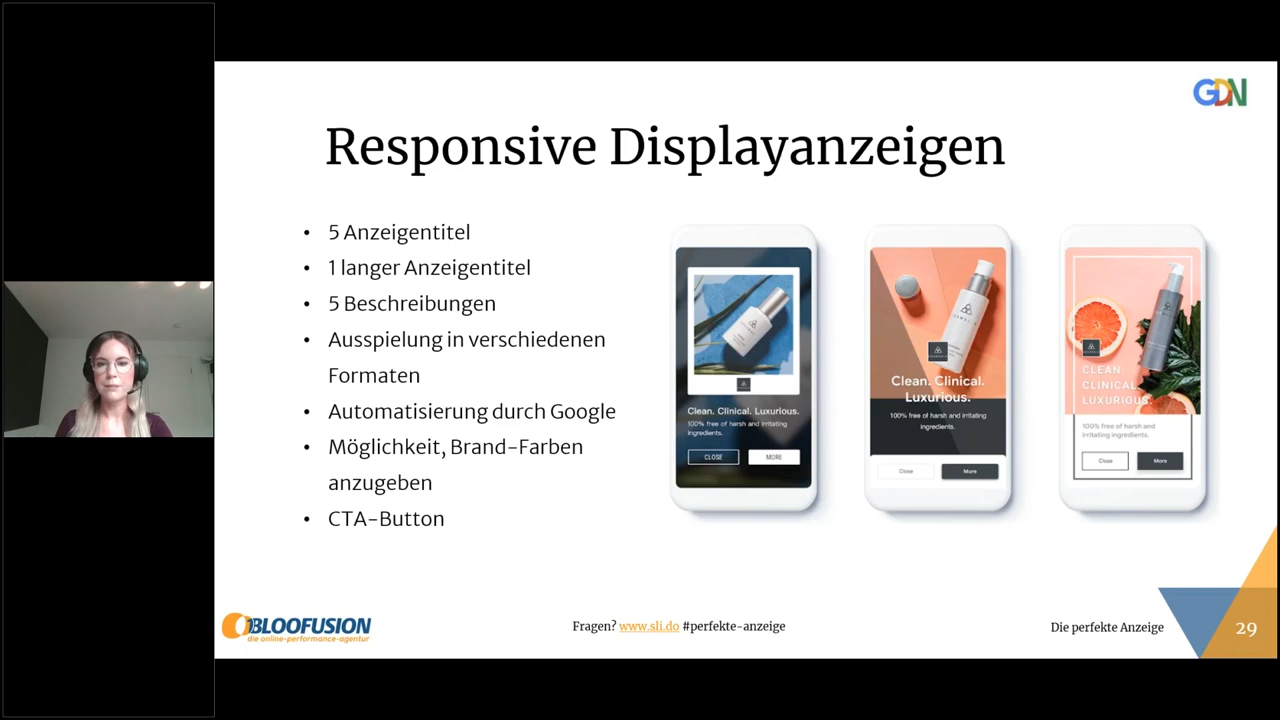 GDN
Responsive Displayanzeigen
• 5 Anzeigentitel
• 1 langer Anzeigentitel
• 5 Beschreibungen
• Ausspielung in verschiedenen
Formaten
• Automatisierung durch Google
• Möglichkeit, Brand-Farben
anzugeben
• CTA-Button
Clean. Clinical. Luxurious.
100% free of harsh and irritating
ingredients.
CLOSE MORE
Clean. Clinical.
Luxurious.
100% free of harsh and irritating
ingredients.
Close More
CLEAN.
CLINICAL.
LUXURIOUS.
100% free of harsh and
irritating ingredients.
Close More
BLOOFUSION
die online-performance-agentur
Fragen? www.sli.do #perfekte-anzeige
Die perfekte Anzeige
29